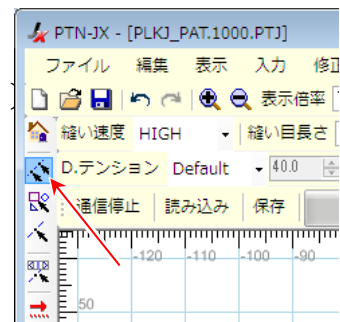 PTN-JX - [PLKJ_PAT.1000.PTJ]
ファイル 編集 表示 入力 修正
表示倍率
縫い速度 HIGH 縫い目長さ
D.テンション Default 40.0
通信停止 読み込み 保存
-120 -110 -100 -90
50